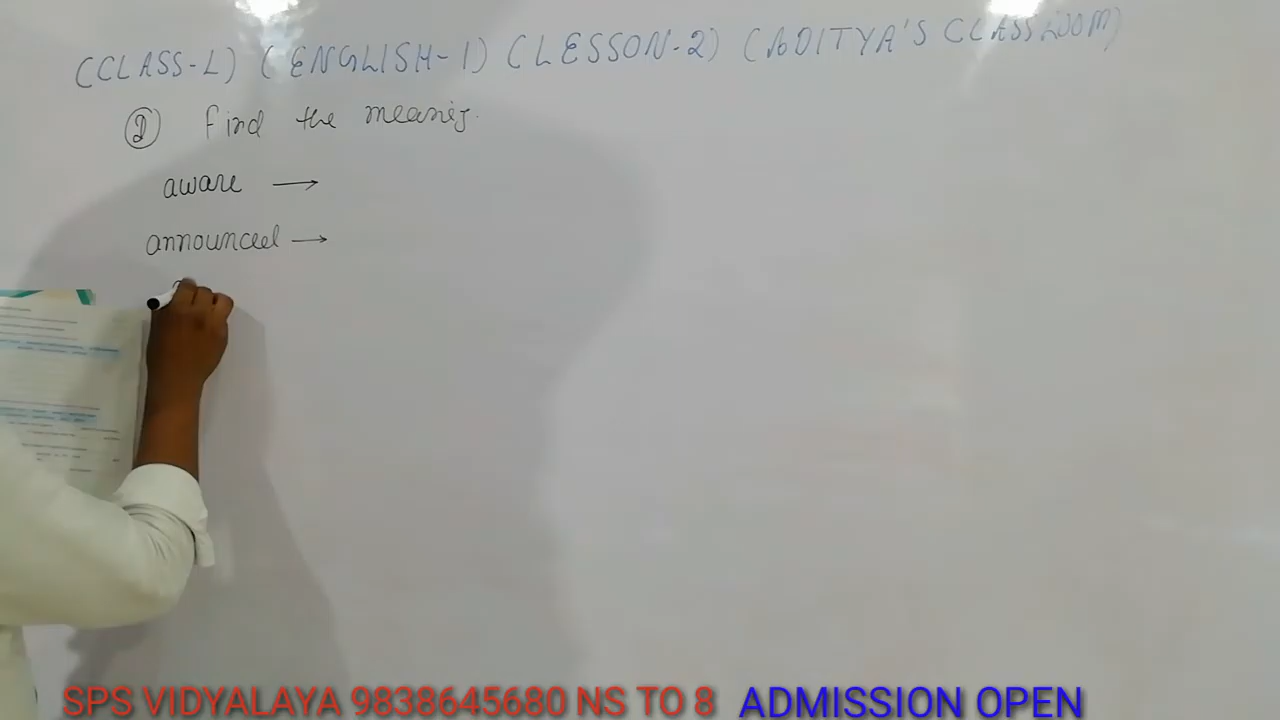 (CLASS-L) (ENGLISH-1) (LESSON-2) (ADITYA'S CLASSROOM)
① Find the meanig.
aware →
announced →
SPS VIDYALAYA 9838645680 NS TO 8 ADMISSION OPEN